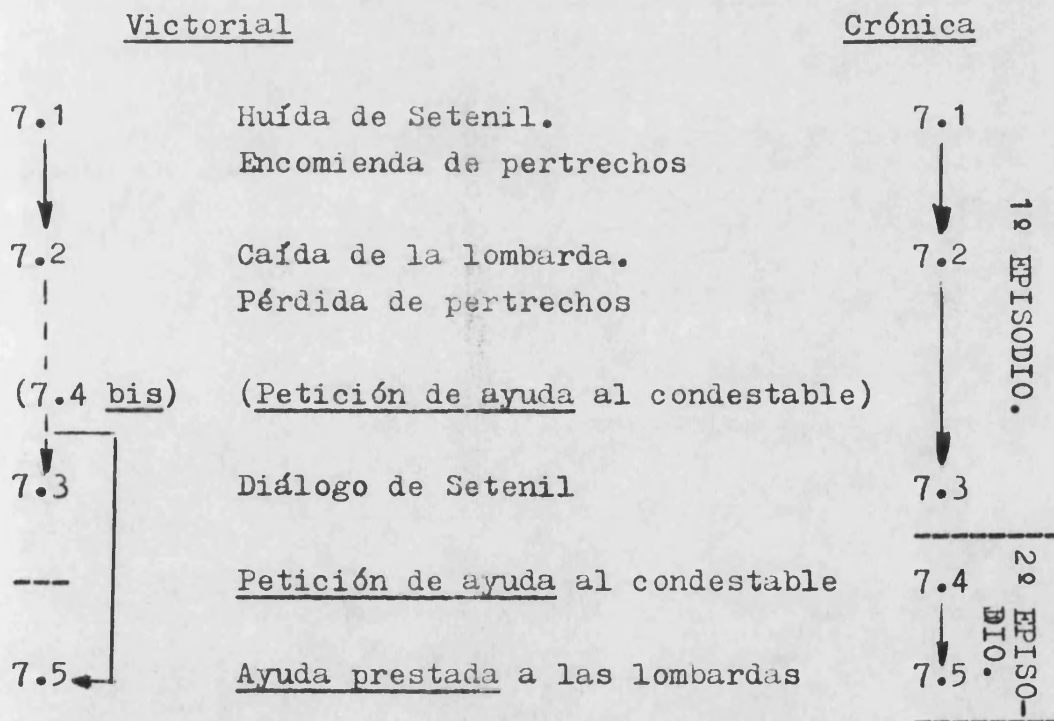 Victorial Crónica
7.1 Huída de Setenil. 7.1
Encomienda de pertrechos
7.2 Caída de la lombarda. 7.2
Pérdida de pertrechos
(7.4 bis) (Petición de ayuda al condestable)
7.3 Diálogo de Setenil 7.3
--- Petición de ayuda al condestable 7.4
7.5 Ayuda prestada a las lombardas 7.5
1º EPISODIO.
2º EPISO-
DIO.